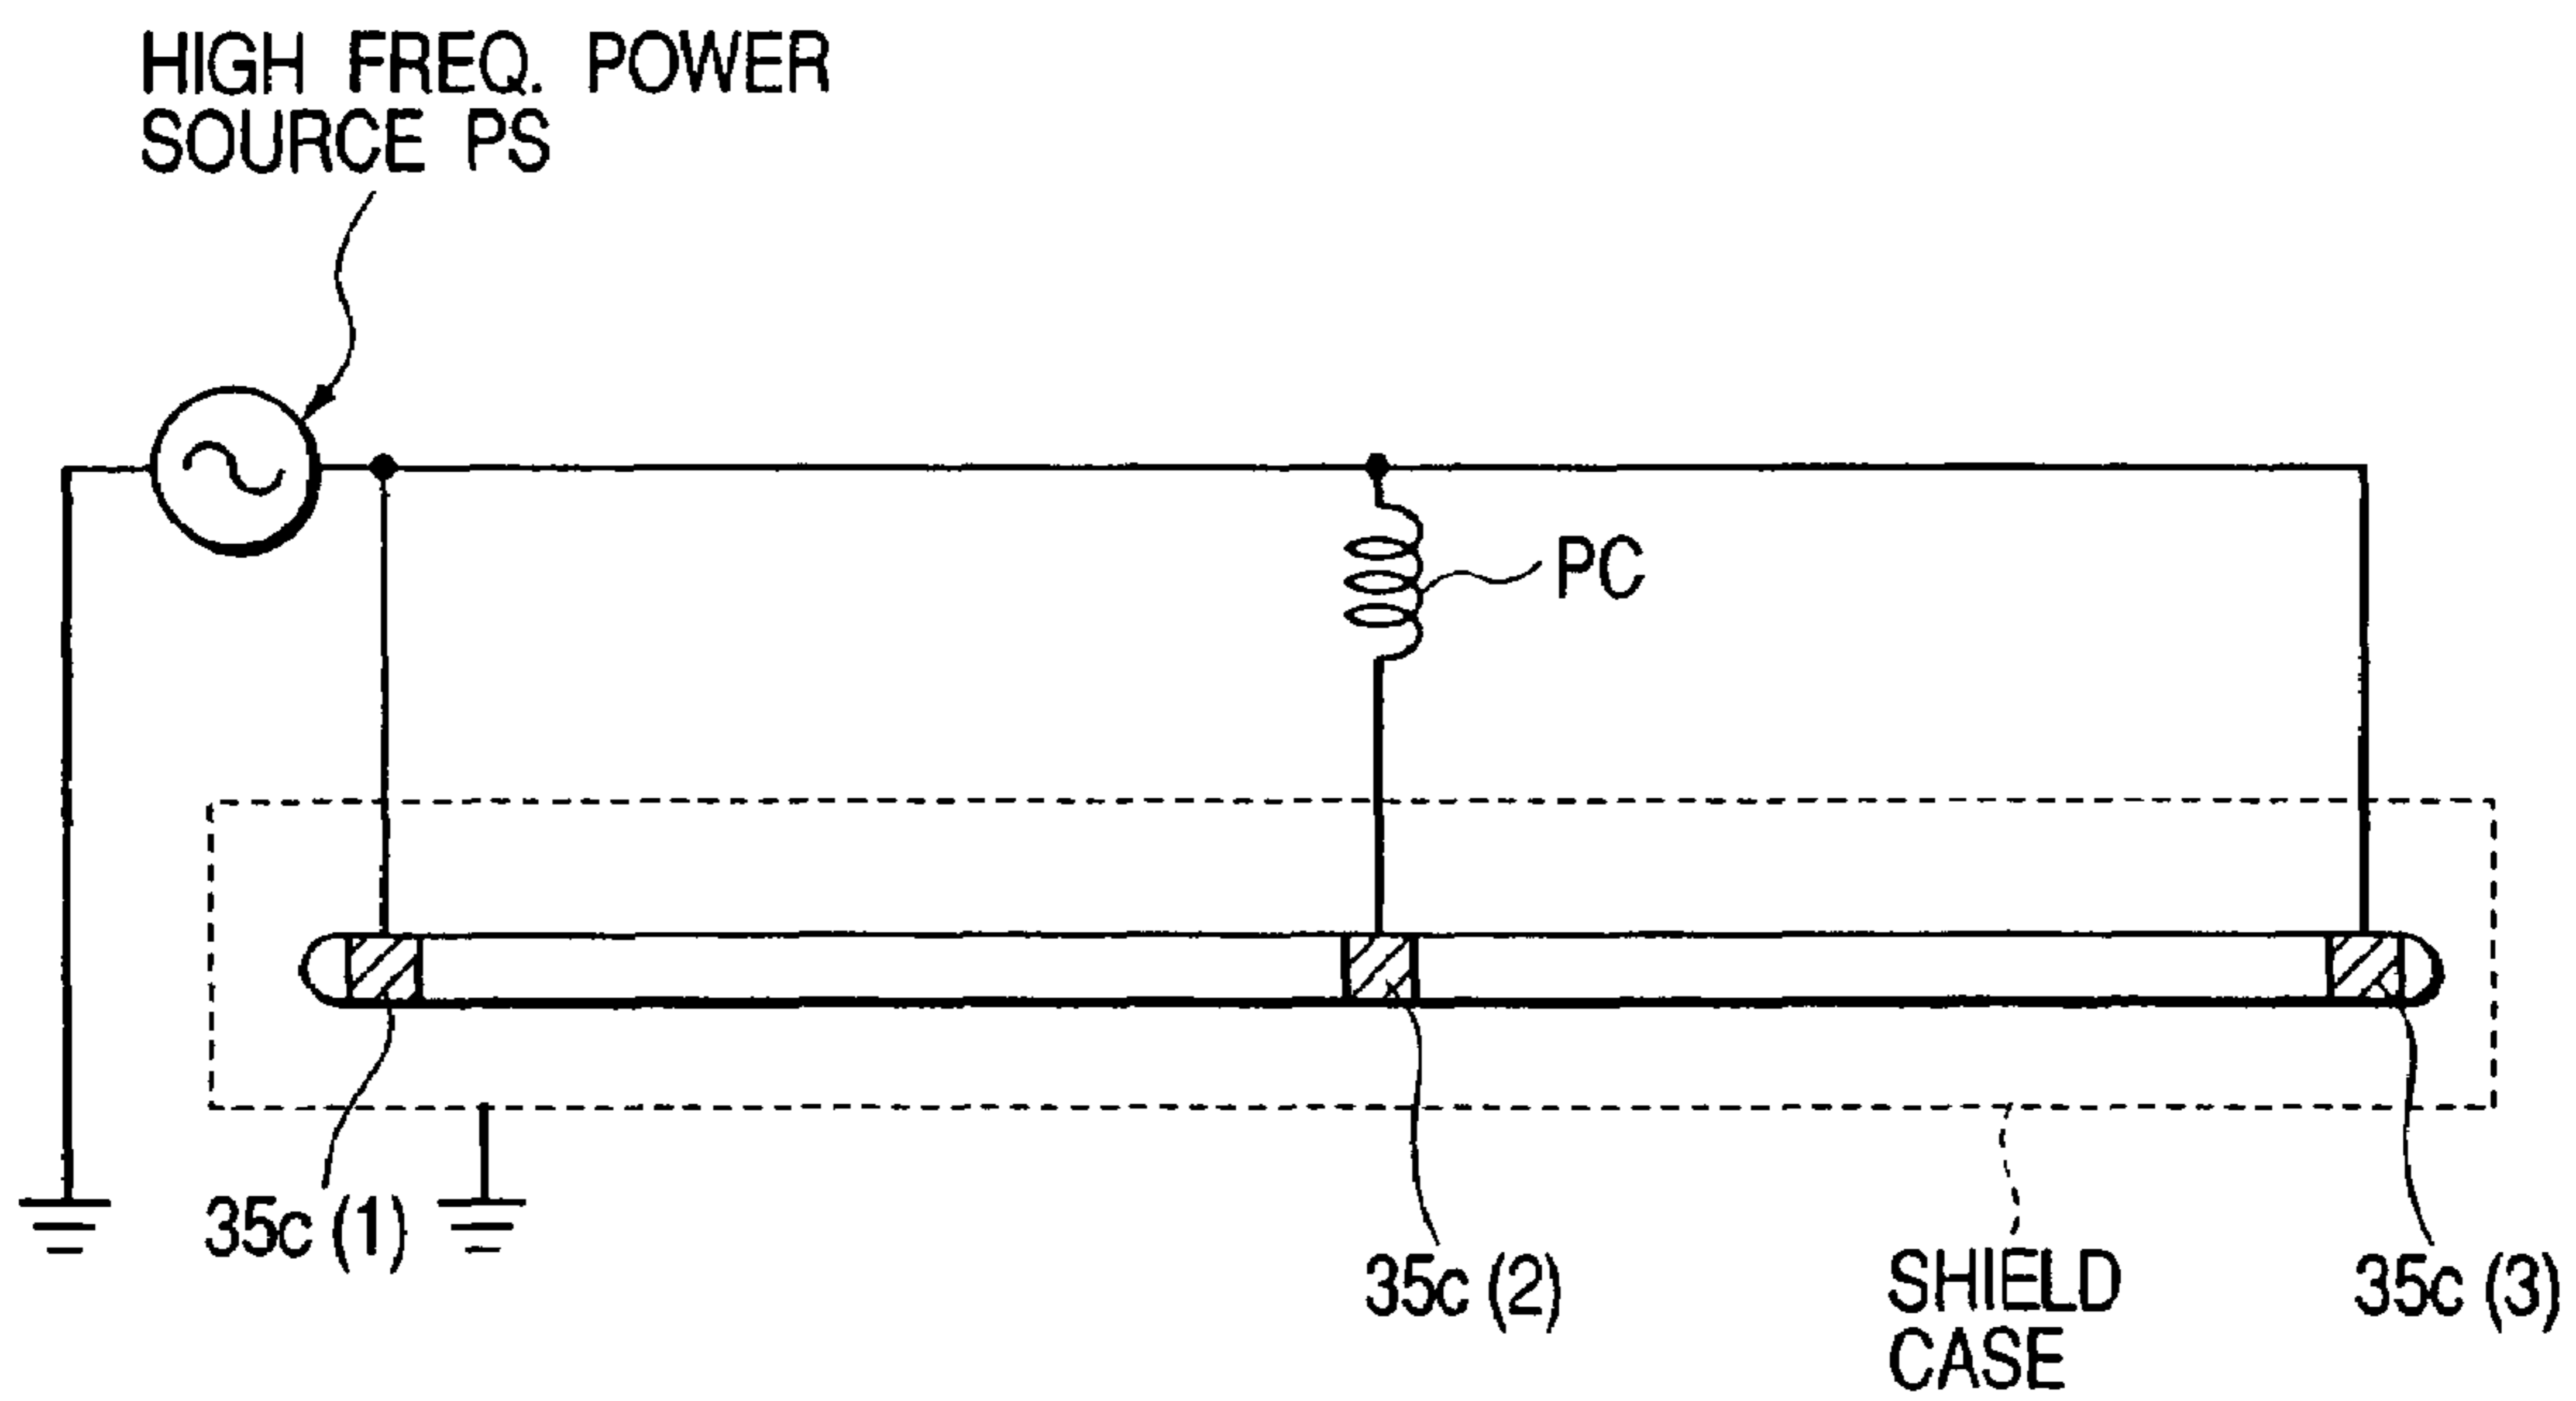 HIGH FREQ. POWER
SOURCE PS
PC
35c (1)
35c (2)
SHIELD
CASE
35c (3)